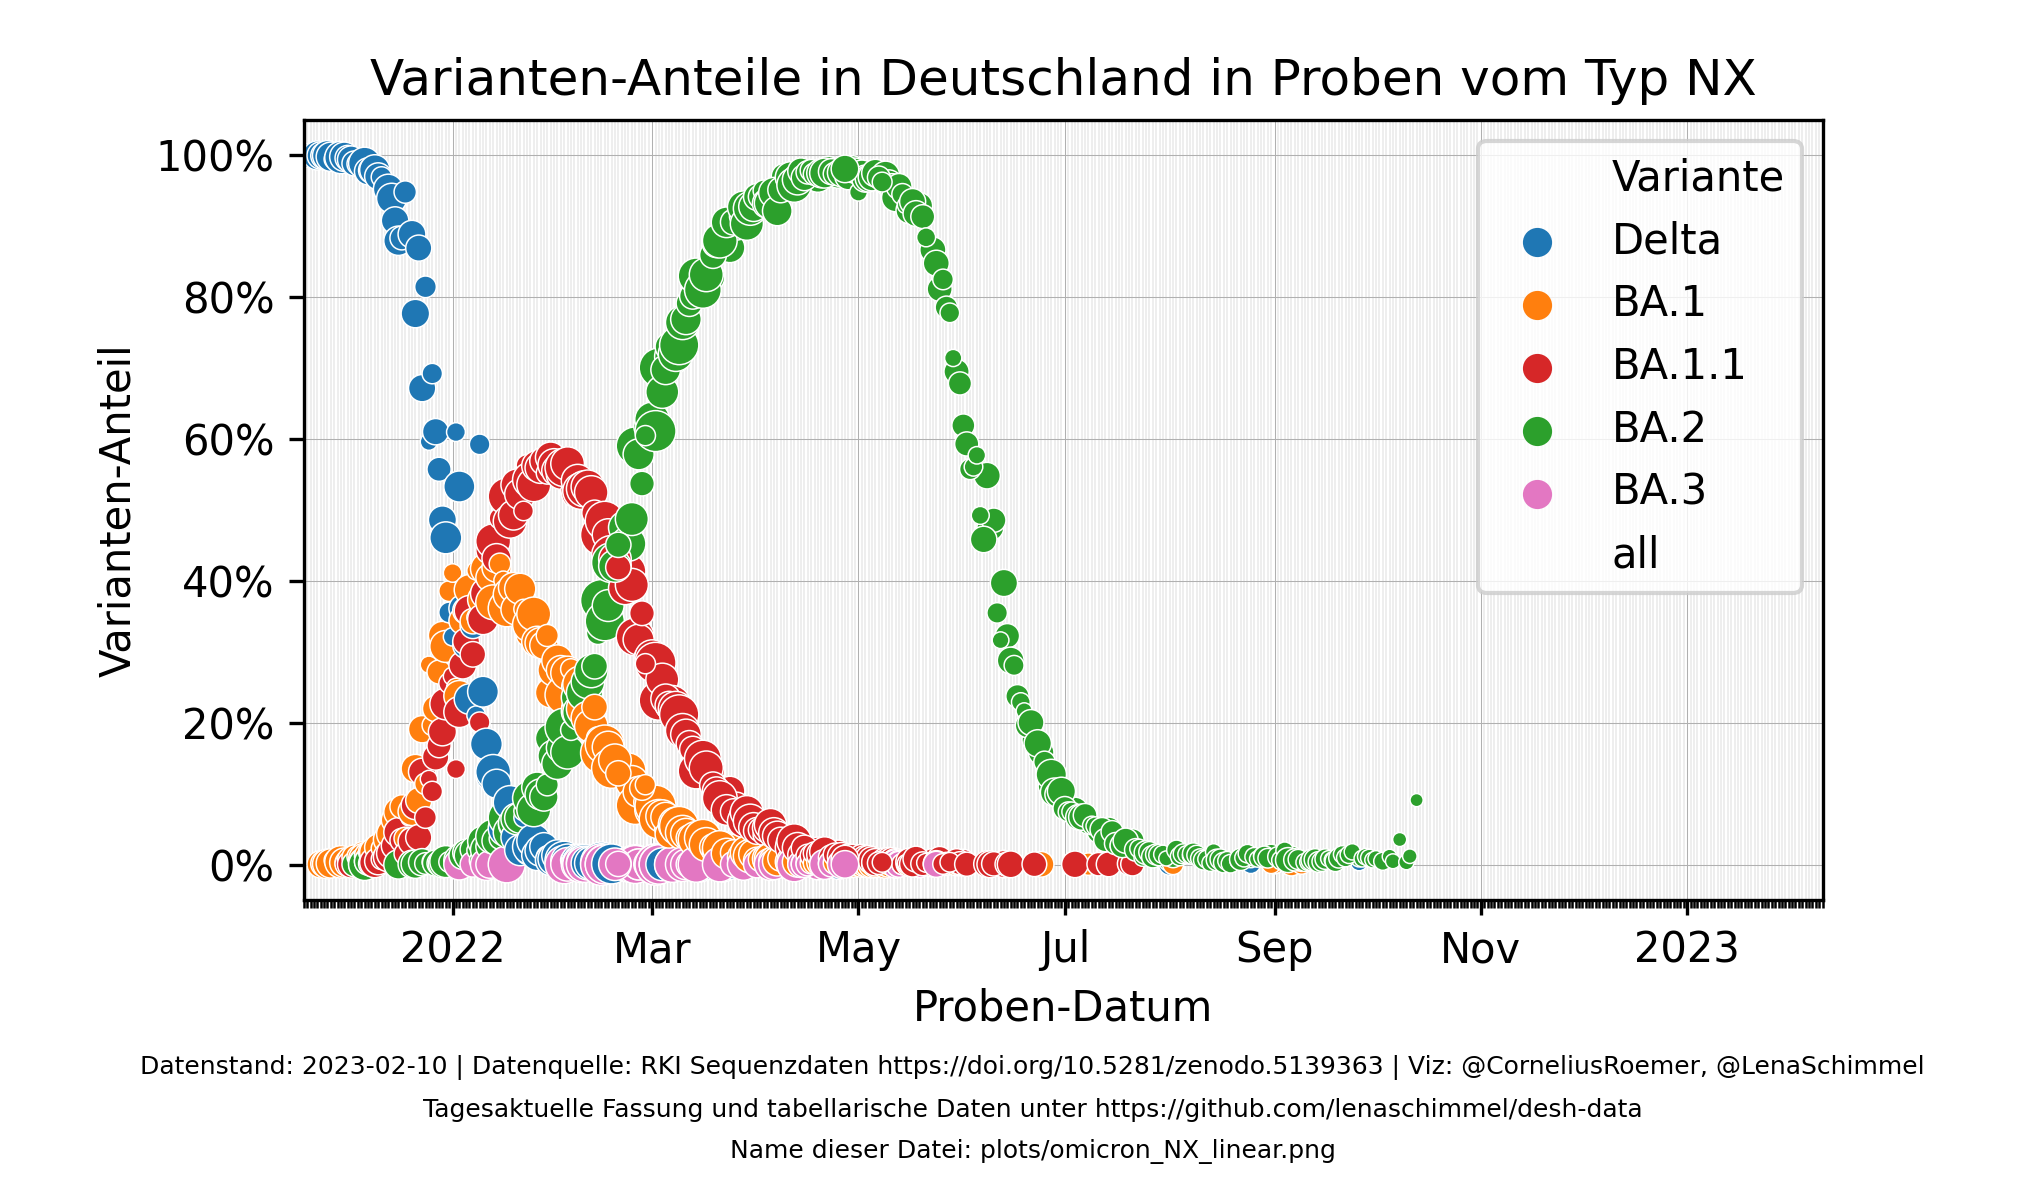 Varianten-Anteile in Deutschland in Proben vom Typ NX
100%
80%
60%
40%
20%
0%
Varianten-Anteil
Variante
Delta
BA.1
BA.1.1
BA.2
BA.3
all
2022 Mar May Jul Sep Nov 2023
Proben-Datum
Datenstand: 2023-02-10 | Datenquelle: RKI Sequenzdaten https://doi.org/10.5281/zenodo.5139363 | Viz: @CorneliusRoemer, @LenaSchimmel
Tagesaktuelle Fassung und tabellarische Daten unter https://github.com/lenaschimmel/desh-data
Name dieser Datei: plots/omicron_NX_linear.png